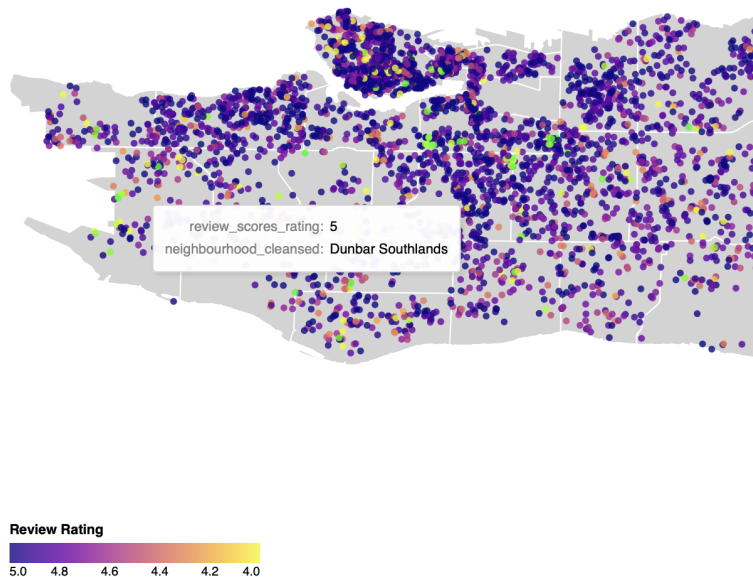 review_scores_rating: 5
neighbourhood_cleansed: Dunbar Southlands
Review Rating
5.0 4.8 4.6 4.4 4.2 4.0